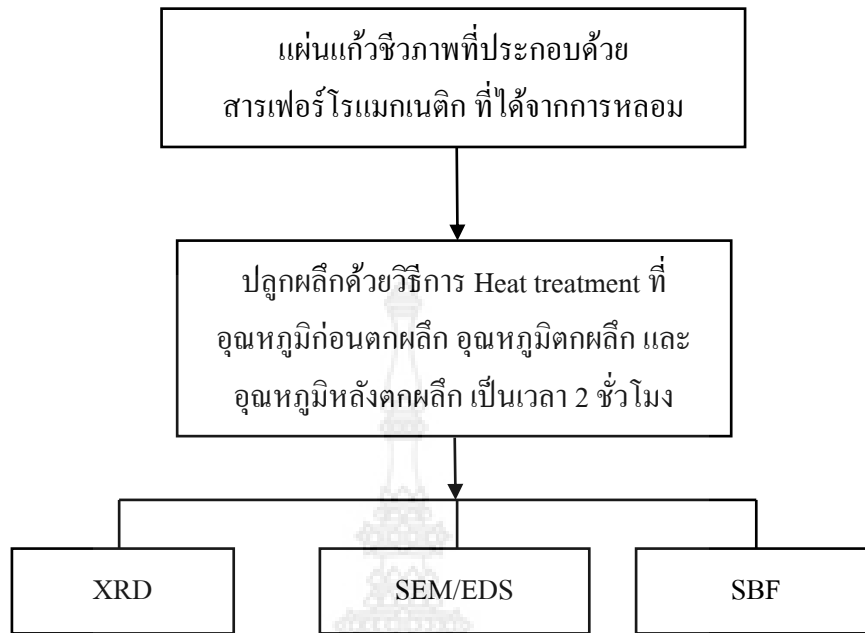 แผ่นแก้วชีวภาพที่ประกอบด้วย
สารเฟอร์โรแมกเนติก ที่ได้จากการหลอม
ปลูกผลึกด้วยวิธีการ Heat treatment ที่
อุณหภูมิก่อนตกผลึก อุณหภูมิตกผลึก และ
อุณหภูมิหลังตกผลึก เป็นเวลา 2 ชั่วโมง
XRD
SEM/EDS
SBF